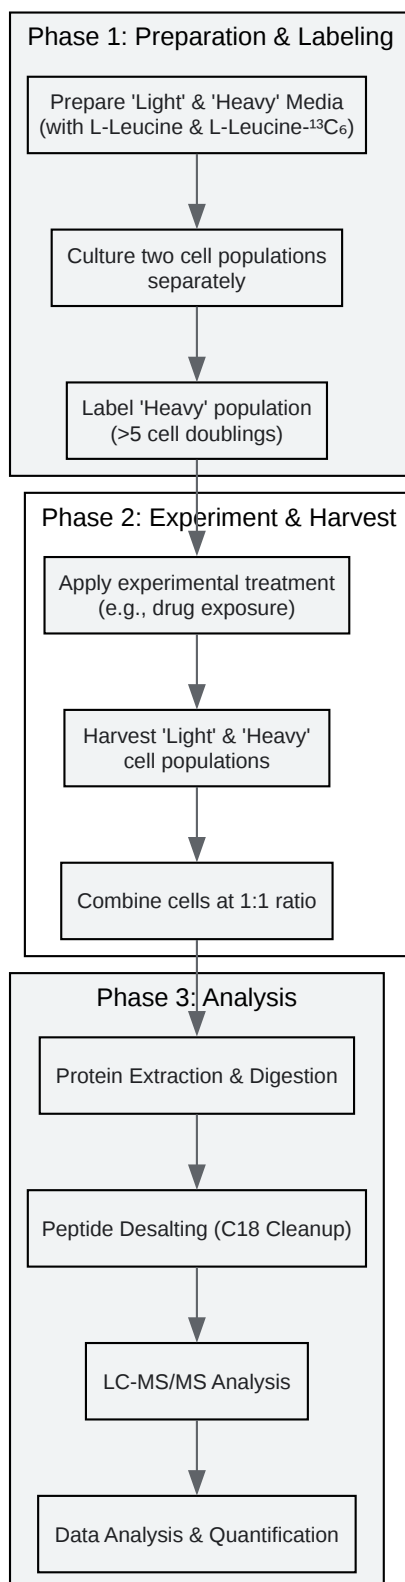 Phase 1: Preparation & Labeling
Prepare 'Light' & 'Heavy' Media
(with L-Leucine & L-Leucine-¹³C₆)
Culture two cell populations
separately
Label 'Heavy' population
(>5 cell doublings)
Phase 2: Experiment & Harvest
Apply experimental treatment
(e.g., drug exposure)
Harvest 'Light' & 'Heavy'
cell populations
Combine cells at 1:1 ratio
Phase 3: Analysis
Protein Extraction & Digestion
Peptide Desalting (C18 Cleanup)
LC-MS/MS Analysis
Data Analysis & Quantification